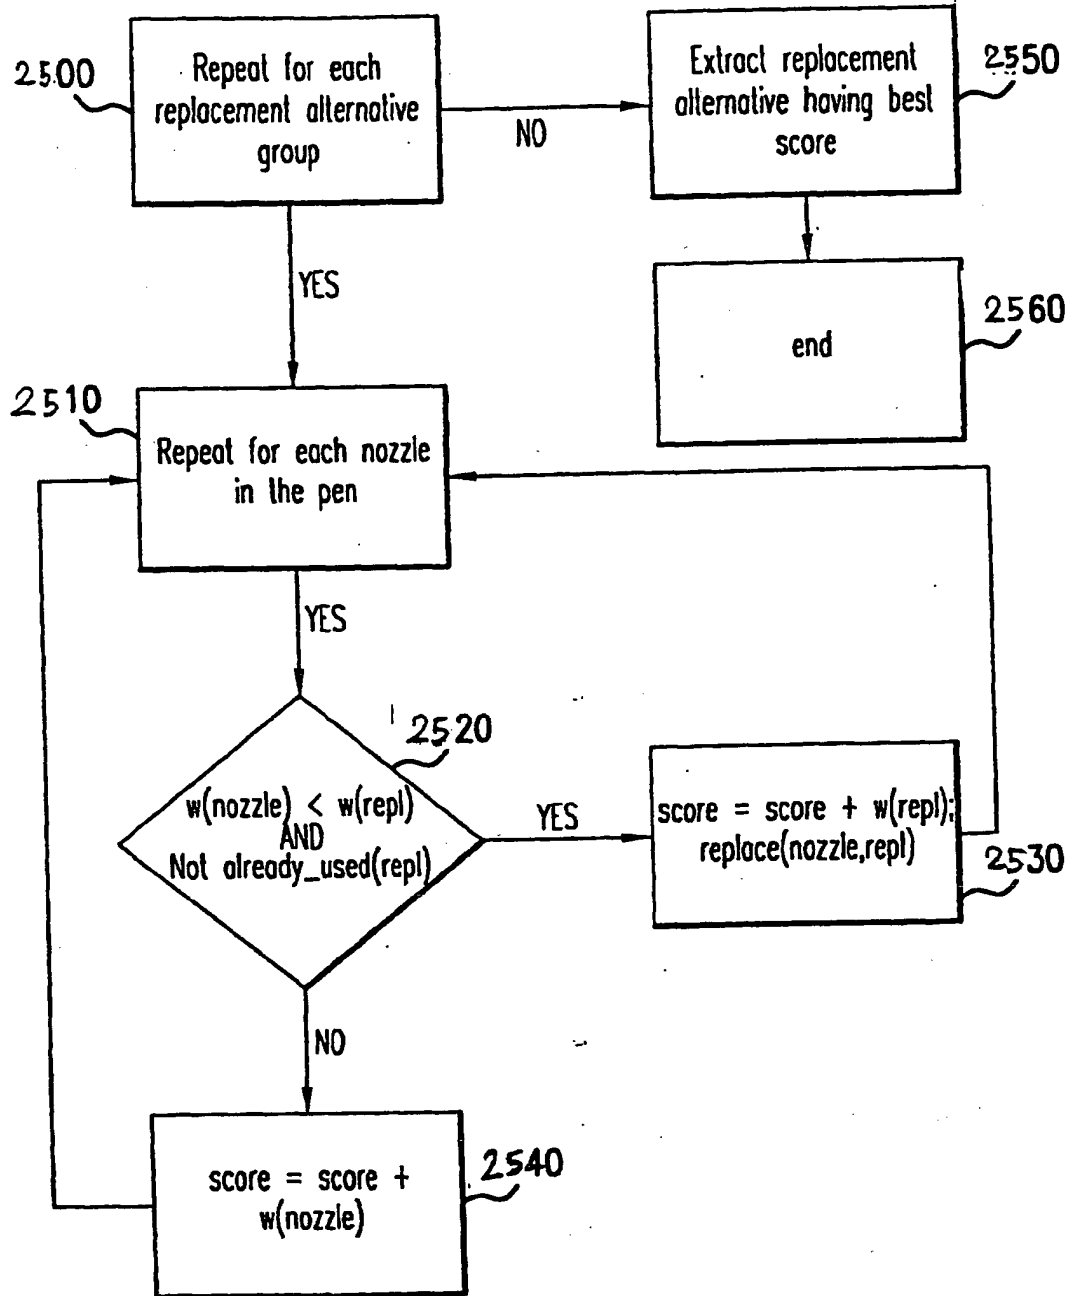 2500
Repeat for each
replacement alternative
group
NO
Extract replacement
alternative having best
score
2550
YES
end
2560
2510
Repeat for each nozzle
in the pen
YES
2520
w(nozzle) < w(repl)
AND
Not already_used(repl)
YES
score = score + w(repl);
replace(nozzle,repl)
2530
NO
score = score +
w(nozzle)
2540